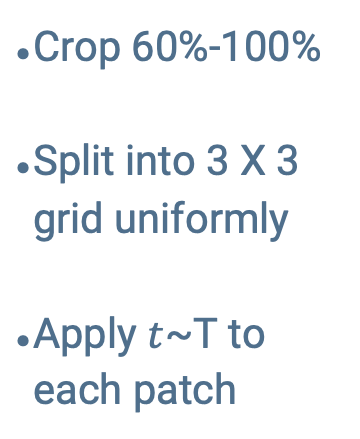 •Crop 60%-100%
•Split into 3 X 3
grid uniformly
•Apply t~T to
each patch